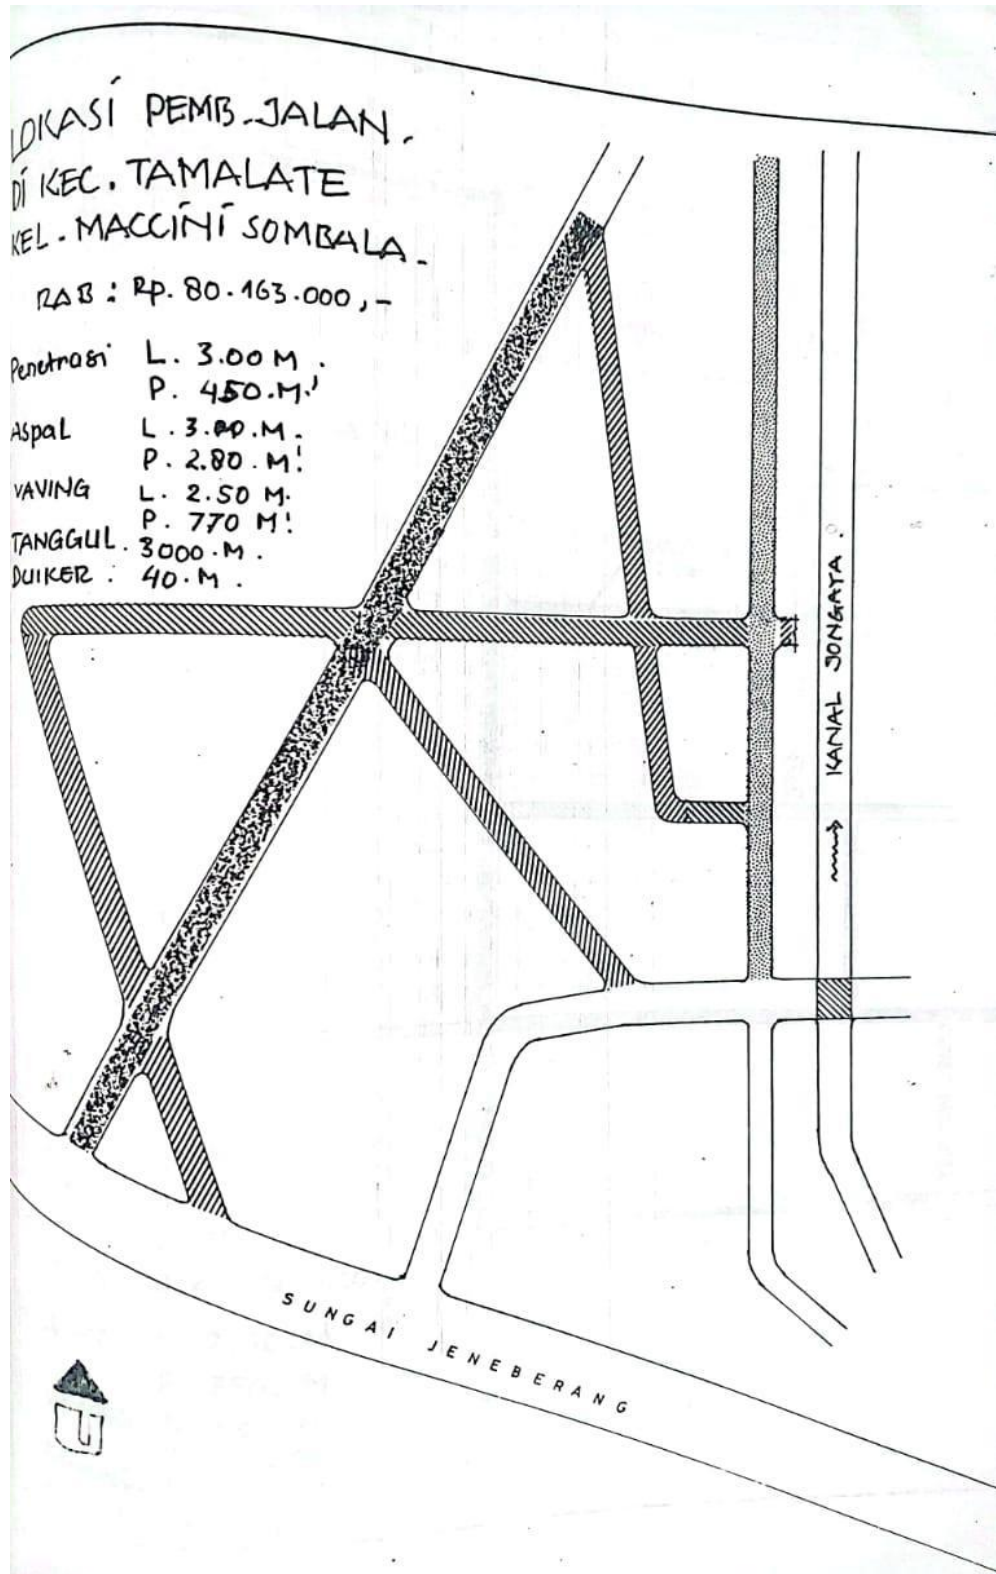 LOKASI PEMB. JALAN.
DI KEC. TAMALATE
KEL. MACCINI SOMBALA.
RAB : Rp. 80.163.000,-
Penetrasi L. 3.00 M.
P. 450.M.'
Aspal L. 3.00.M.
P. 2.80.M!
VAVING L. 2.50 M.
P. 770 M!
TANGGUL. 3000.M.
DUIKER : 40.M.
KANAL JONGAYA.
SUNGAI JENEBERANG
U